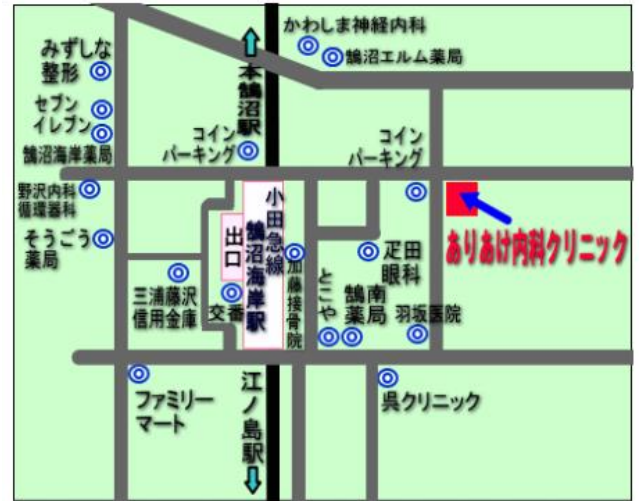 かわしま神経内科
鵠沼エルム薬局
みずしな
整形
本鵠沼駅
セブン
イレブン
鵠沼海岸薬局
コイン
パーキング
コイン
パーキング
野沢内科
循環器科
そうごう
薬局
出口
小田急線
鵠沼海岸駅
加藤接骨院
とこや
疋田
眼科
ありあけ内科クリニック
三浦藤沢
信用金庫
交番
鵠南
薬局
羽坂医院
ファミリー
マート
江ノ島駅
呉クリニック